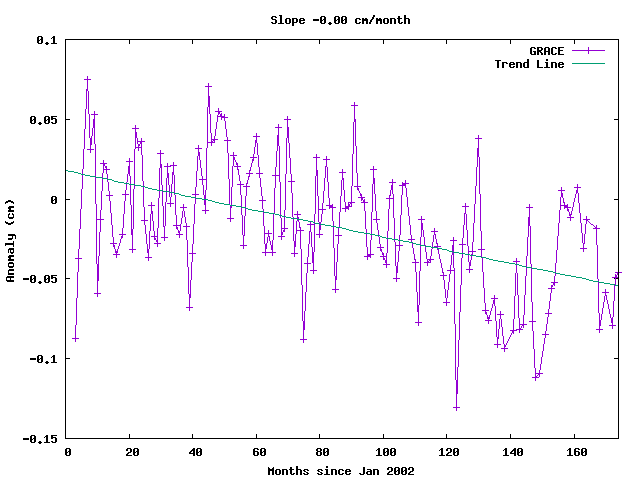 Slope -0.00 cm/month
0.1
GRACE
Trend Line
0.05
0
Anomaly (cm)
-0.05
-0.1
-0.15
0 20 40 60 80 100 120 140 160
Months since Jan 2002